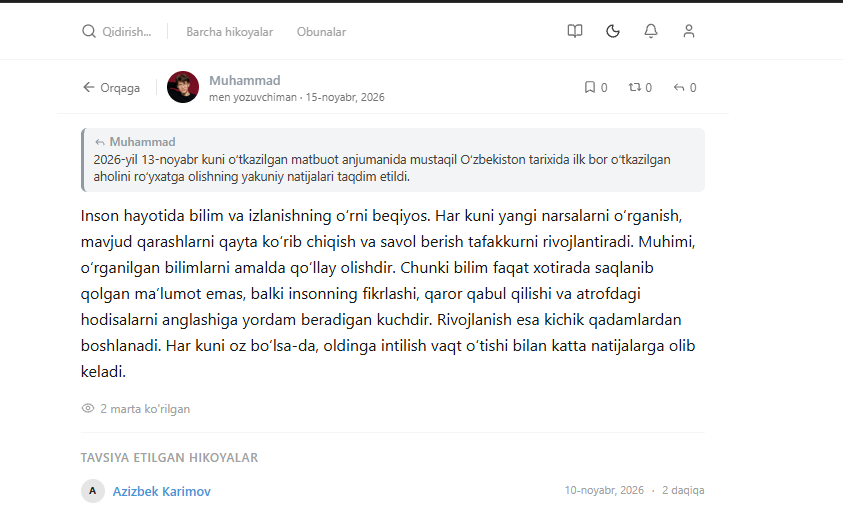 Qidirish...
Barcha hikoyalar
Obunalar
Orqaga
Muhammad
men yozuvchiman · 15-noyabr, 2026
0
0
0
Muhammad
2026-yil 13-noyabr kuni oʻtkazilgan matbuot anjumanida mustaqil Oʻzbekiston tarixida ilk bor oʻtkazilgan
aholini roʻyxatga olishning yakuniy natijalari taqdim etildi.
Inson hayotida bilim va izlanishning oʻrni beqiyos. Har kuni yangi narsalarni oʻrganish,
mavjud qarashlarni qayta koʻrib chiqish va savol berish tafakkurni rivojlantiradi. Muhimi,
oʻrganilgan bilimlarni amalda qoʻllay olishdir. Chunki bilim faqat xotirada saqlanib
qolgan maʼlumot emas, balki insonning fikrlashi, qaror qabul qilishi va atrofdagi
hodisalarni anglashiga yordam beradigan kuchdir. Rivojlanish esa kichik qadamlardan
boshlanadi. Har kuni oz boʻlsa-da, oldinga intilish vaqt oʻtishi bilan katta natijalarga olib
keladi.
2 marta ko'rilgan
TAVSIYA ETILGAN HIKOYALAR
A
Azizbek Karimov
10-noyabr, 2026 · 2 daqiqa